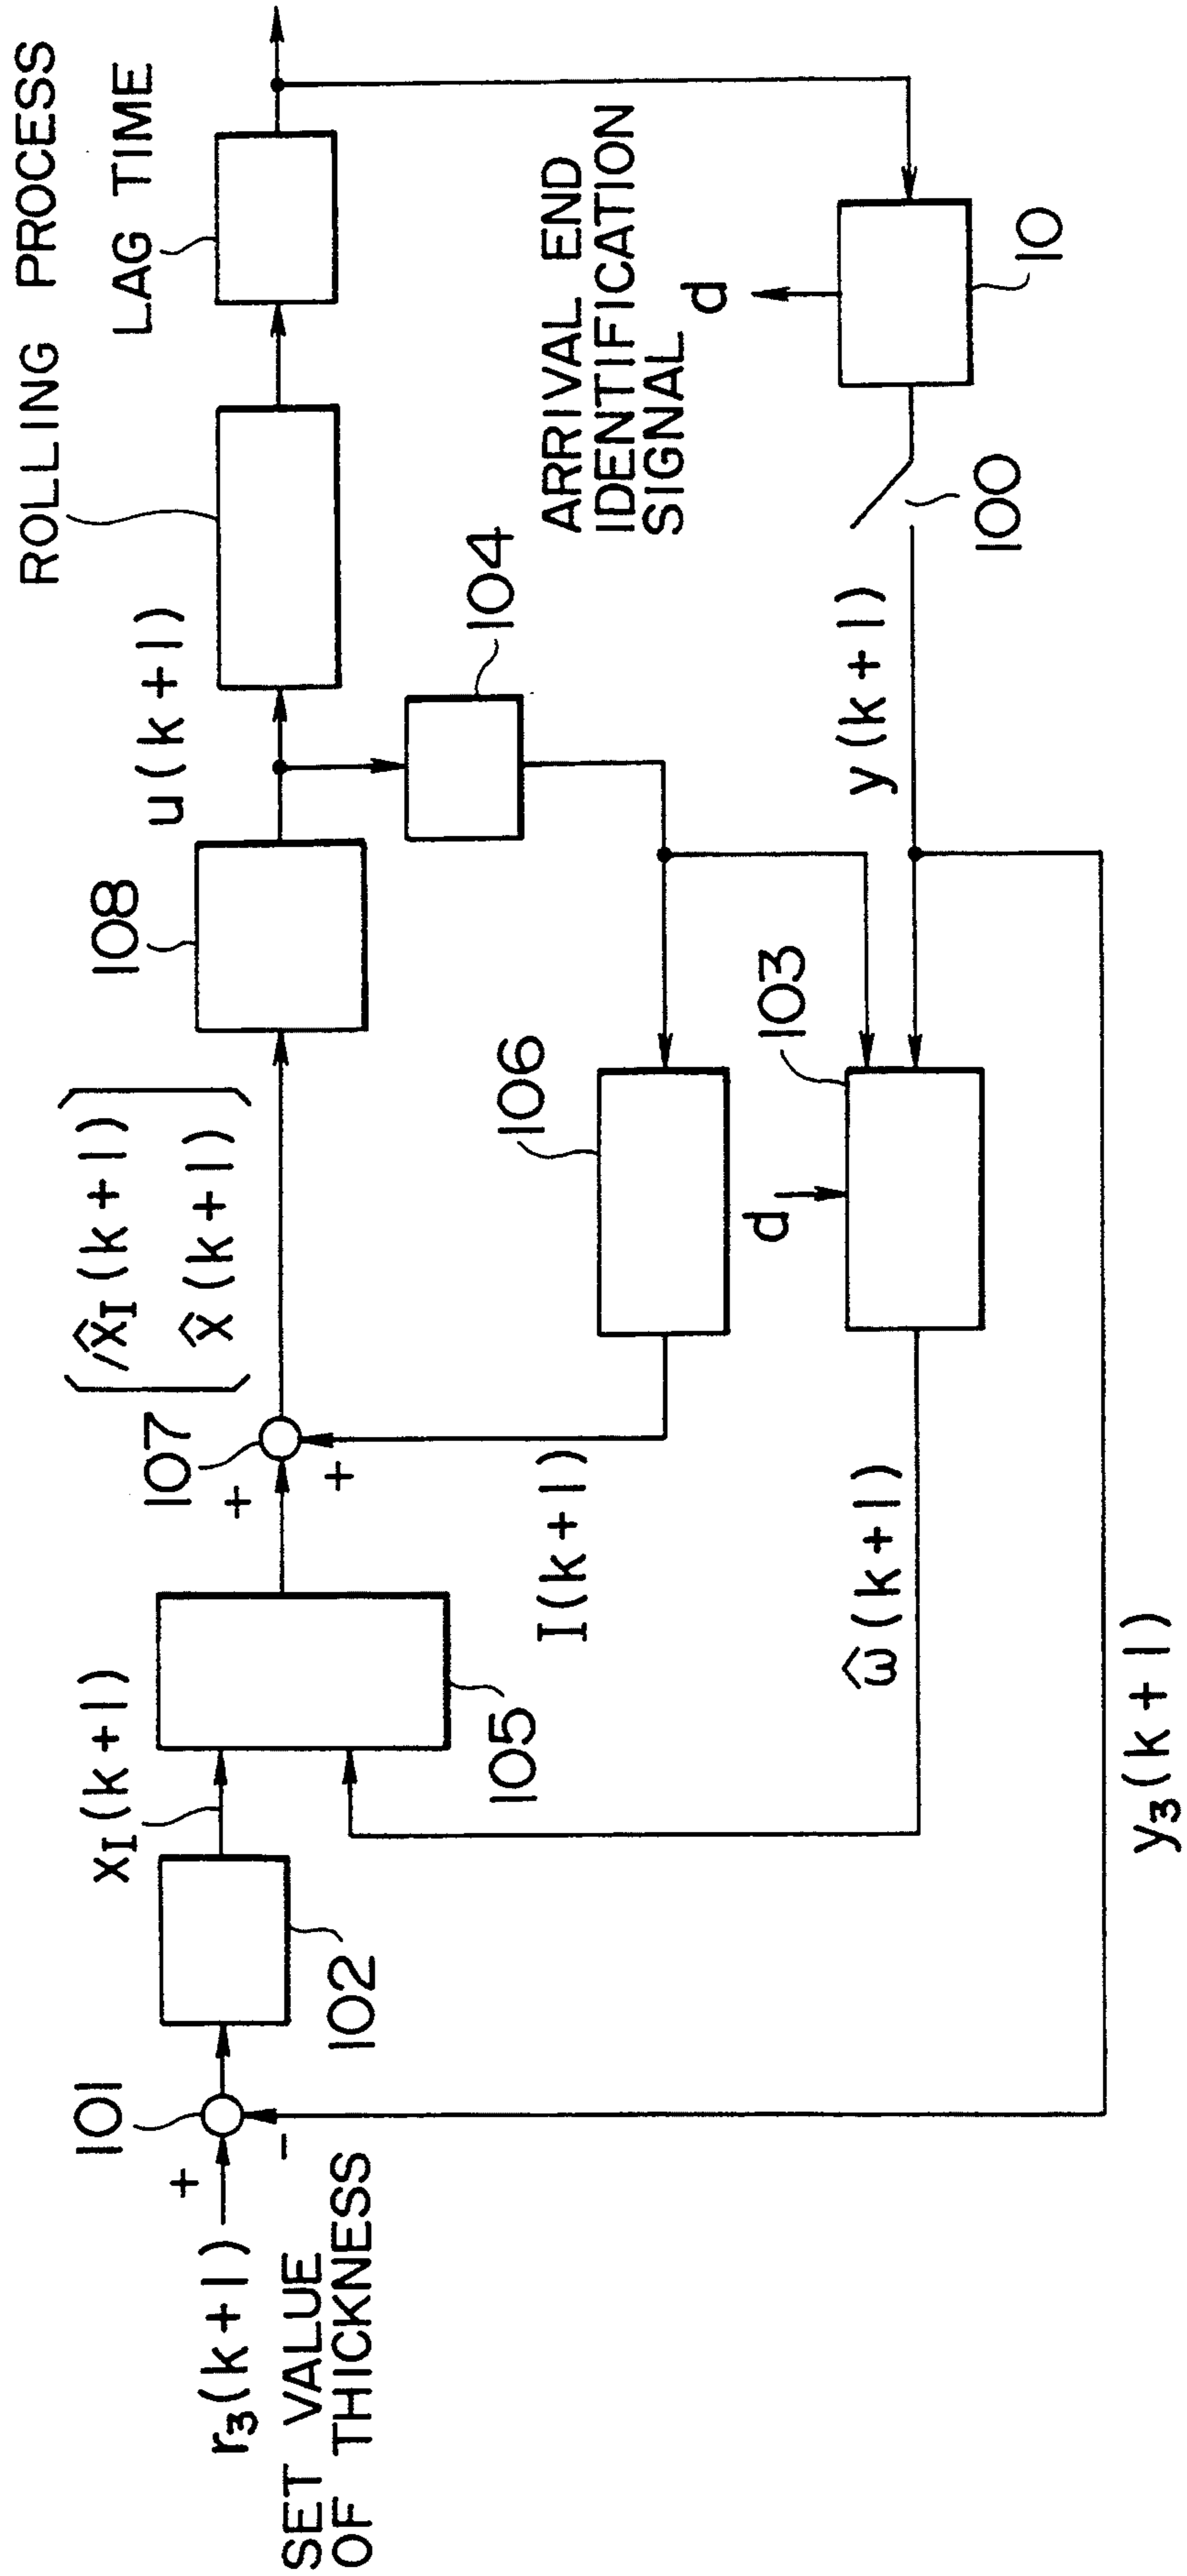 ROLLING PROCESS
LAG TIME
u(k+1)
108
(/x̂I(k+1)
x̂(k+1))
107
+
+
xI(k+1)
101
+
-
r3(k+1)
SET VALUE
OF THICKNESS
102
105
I(k+1)
106
104
ARRIVAL END
IDENTIFICATION
SIGNAL
d
10
100
y(k+1)
103
d
ω̂(k+1)
y3(k+1)